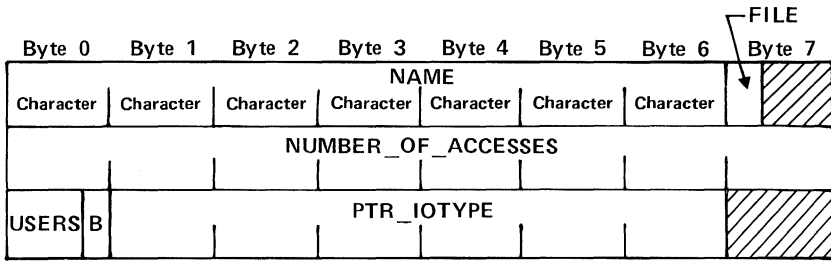 FILE
Byte 0 Byte 1 Byte 2 Byte 3 Byte 4 Byte 5 Byte 6 Byte 7
NAME
Character Character Character Character Character Character Character
NUMBER_OF_ACCESSES
USERS B PTR_IOTYPE